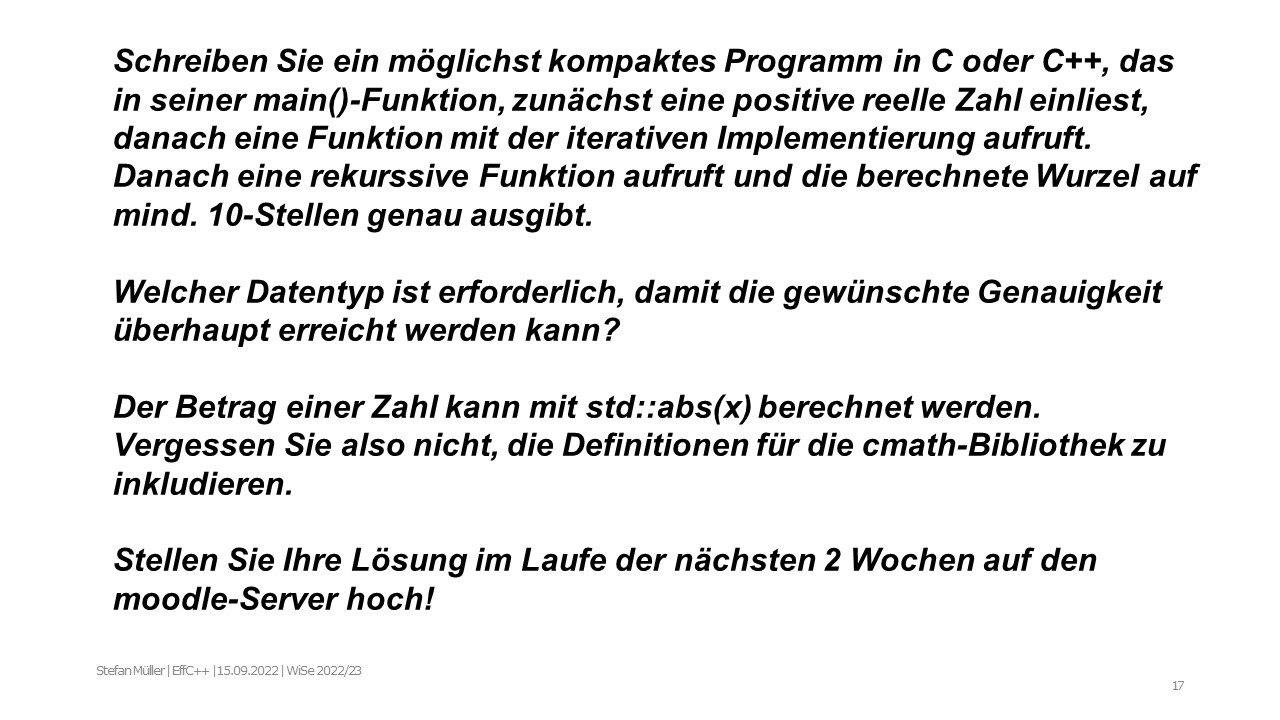 Schreiben Sie ein möglichst kompaktes Programm in C oder C++, das
in seiner main()-Funktion, zunächst eine positive reelle Zahl einliest,
danach eine Funktion mit der iterativen Implementierung aufruft.
Danach eine rekurssive Funktion aufruft und die berechnete Wurzel auf
mind. 10-Stellen genau ausgibt.
Welcher Datentyp ist erforderlich, damit die gewünschte Genauigkeit
überhaupt erreicht werden kann?
Der Betrag einer Zahl kann mit std::abs(x) berechnet werden.
Vergessen Sie also nicht, die Definitionen für die cmath-Bibliothek zu
inkludieren.
Stellen Sie Ihre Lösung im Laufe der nächsten 2 Wochen auf den
moodle-Server hoch!
Stefan Müller | EffC++ | 15.09.2022 | WiSe 2022/23
17